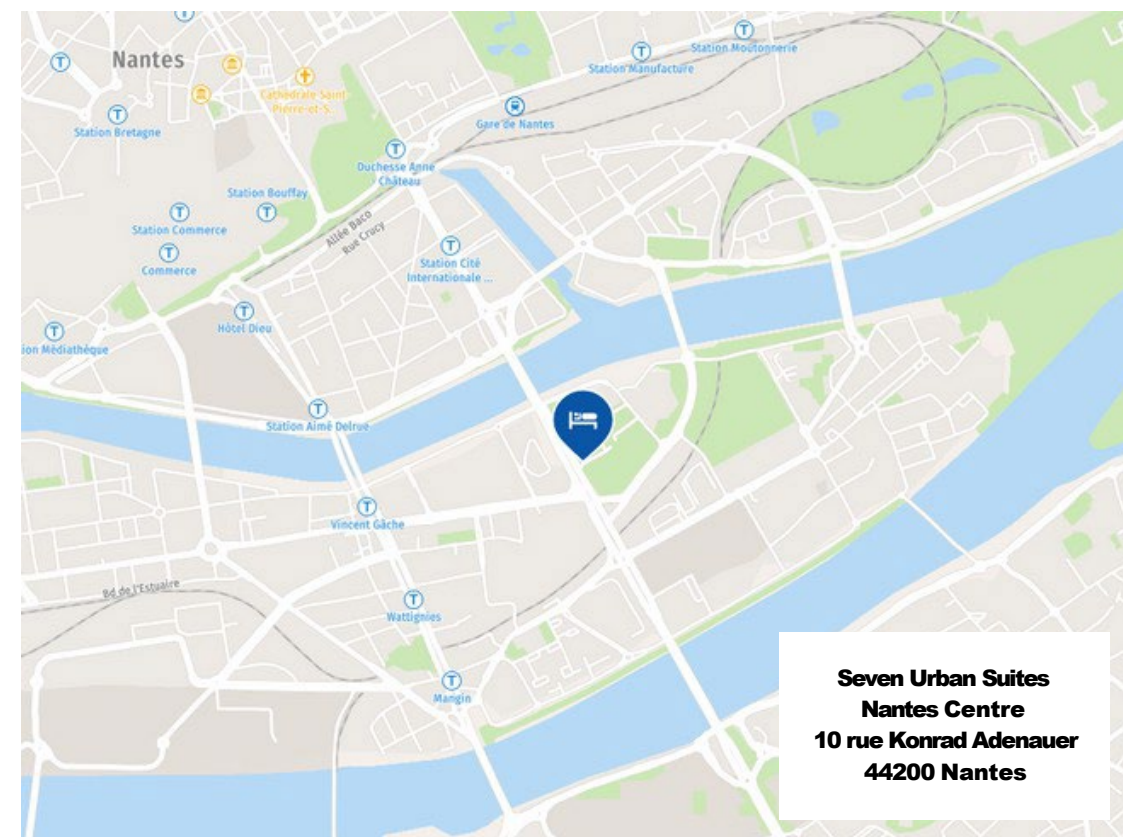 Nantes
Station Moutonnerie
Station Manufacture
Cathédrale Saint-
Pierre-et-S..
Gare de Nantes
Station Bretagne
Duchesse Anne
- Château
Station Bouffay
Station Commerce
Allée Baco
Rue Crucy
Station Cité
Internationale ...
Commerce
Hôtel Dieu
ion Médiathèque
Station Aimé Delrue
Vincent Gâche
Bd de l'Estuaire
Wattignies
Mangin
Seven Urban Suites
Nantes Centre
10 rue Konrad Adenauer
44200 Nantes